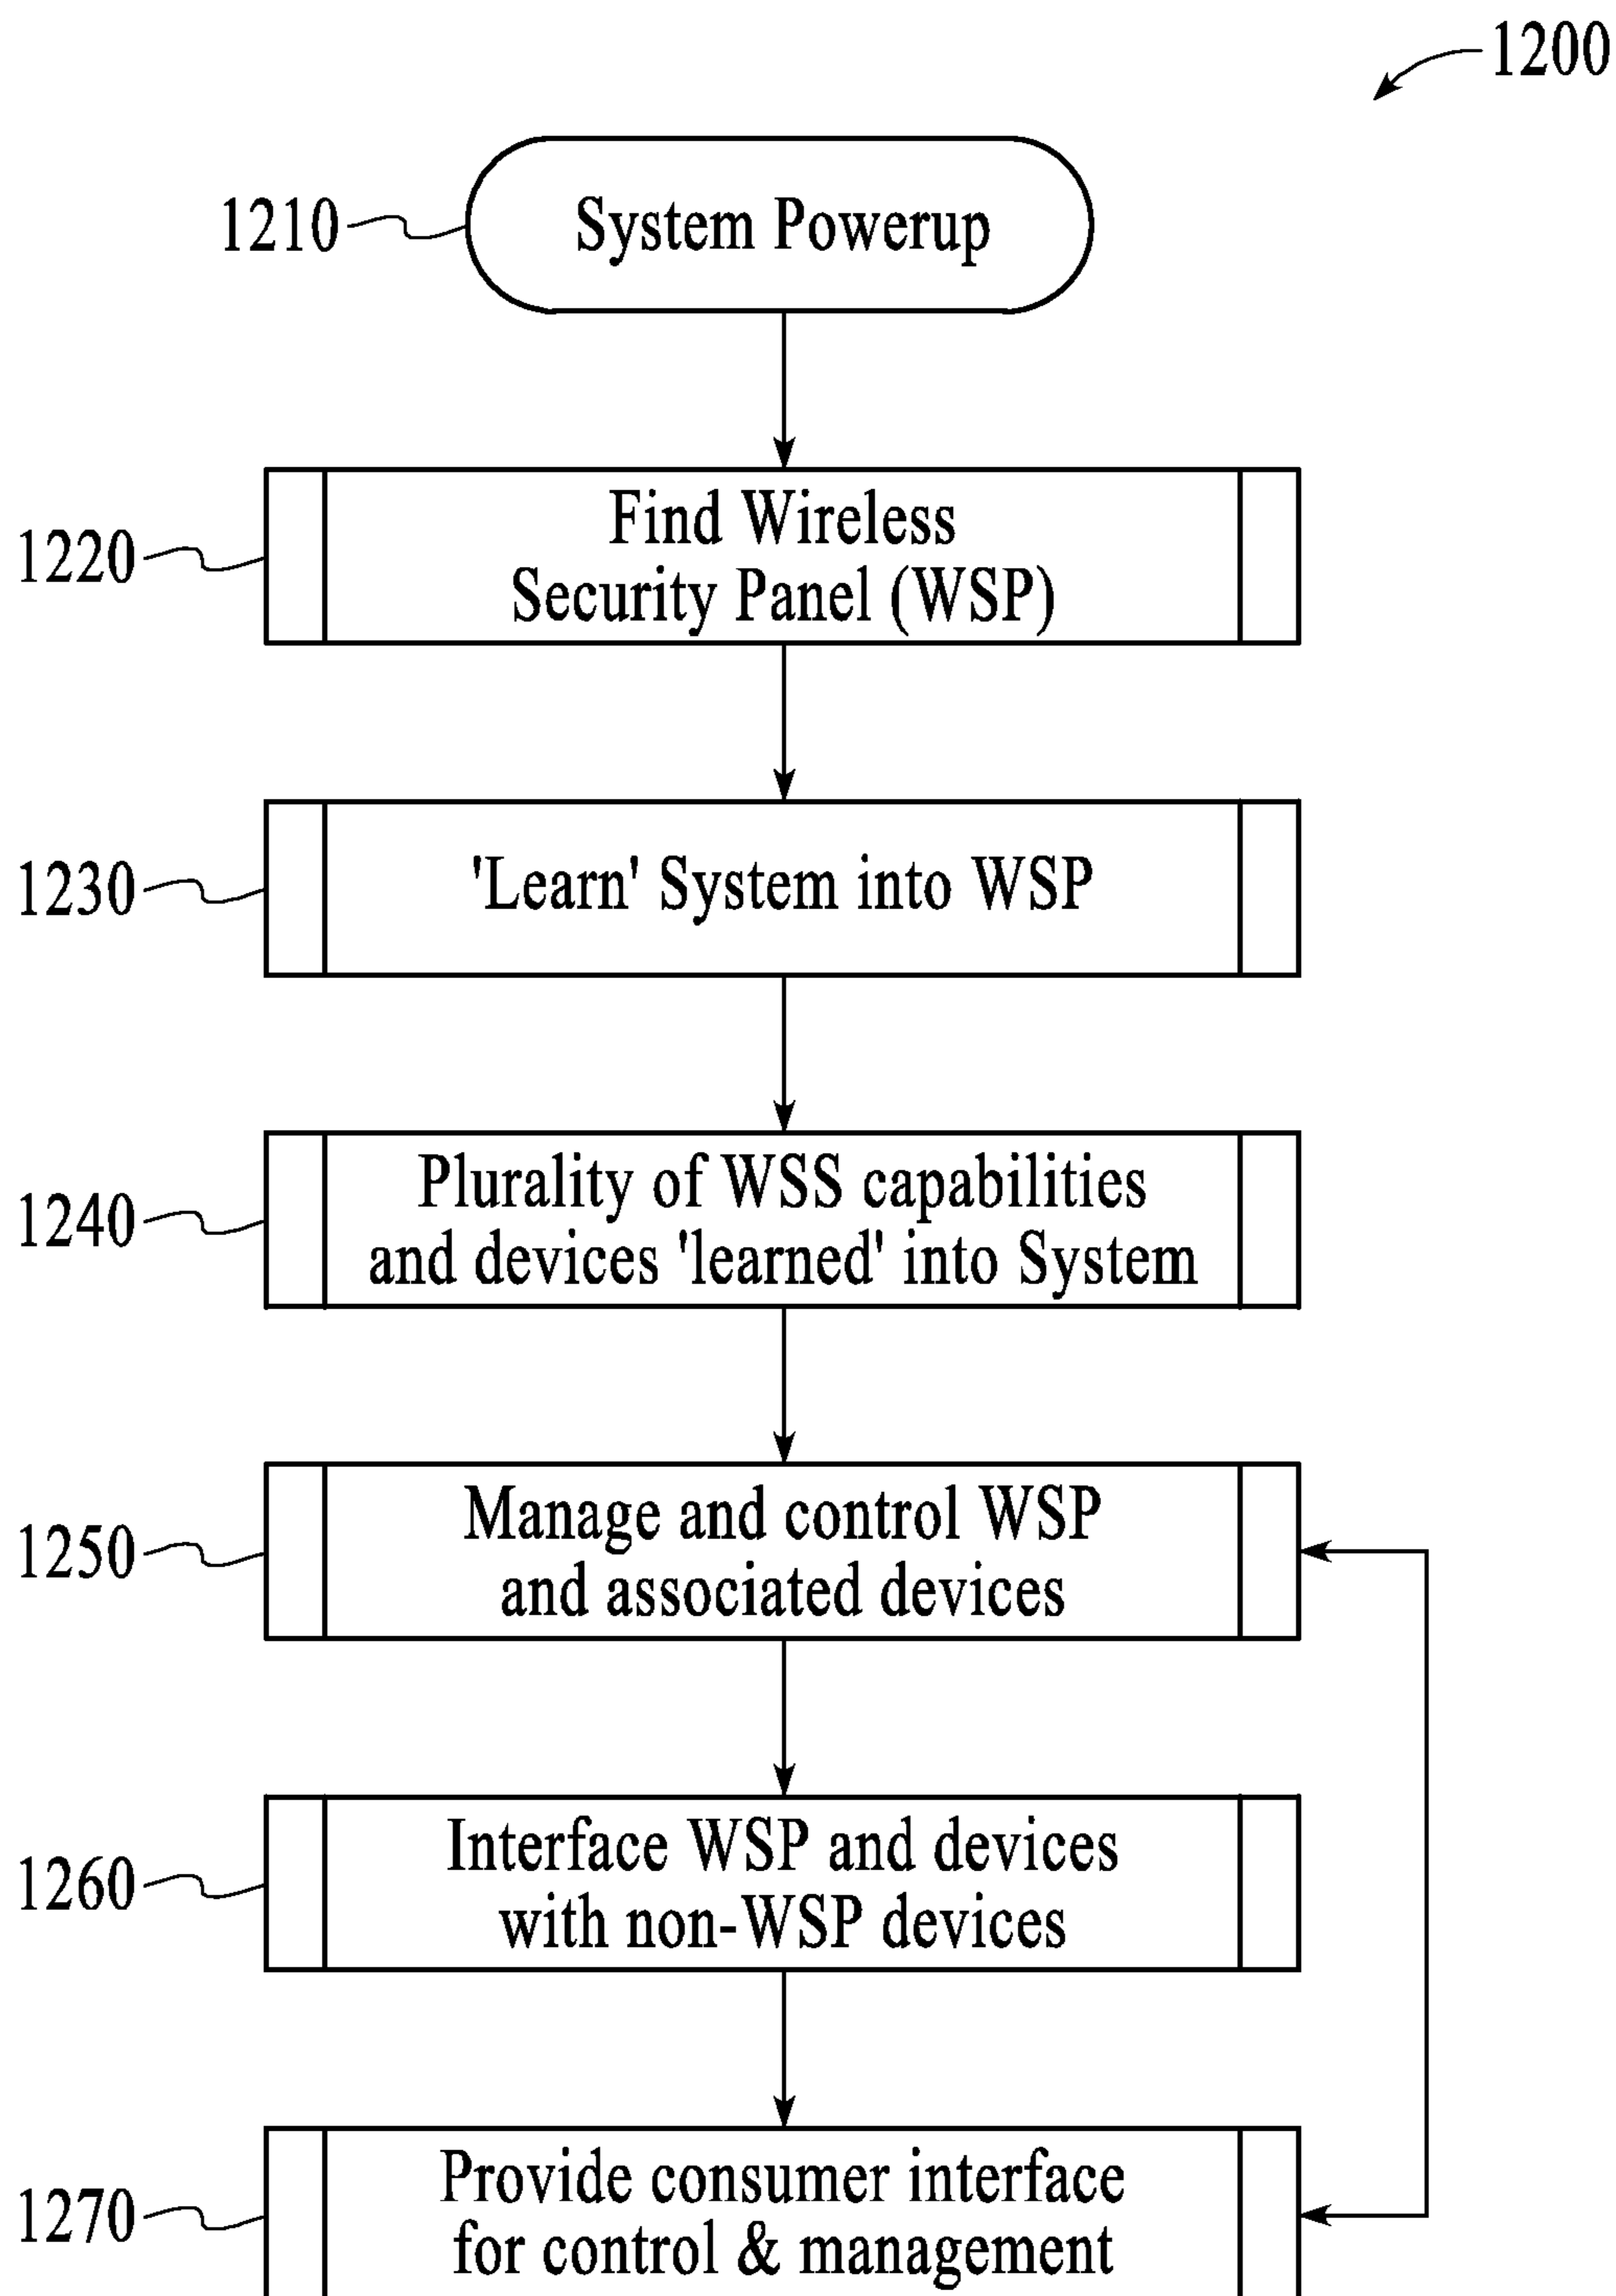 1200
1210
System Powerup
1220
Find Wireless
Security Panel (WSP)
1230
'Learn' System into WSP
1240
Plurality of WSS capabilities
and devices 'learned' into System
1250
Manage and control WSP
and associated devices
1260
Interface WSP and devices
with non-WSP devices
1270
Provide consumer interface
for control & management